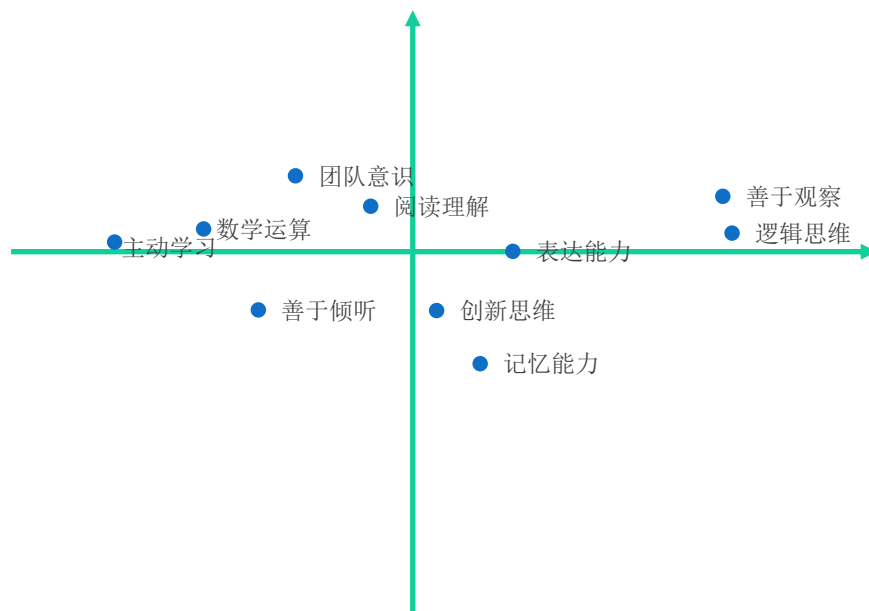 团队意识
善于观察
阅读理解
数学运算
逻辑思维
主动学习
表达能力
善于倾听
创新思维
记忆能力